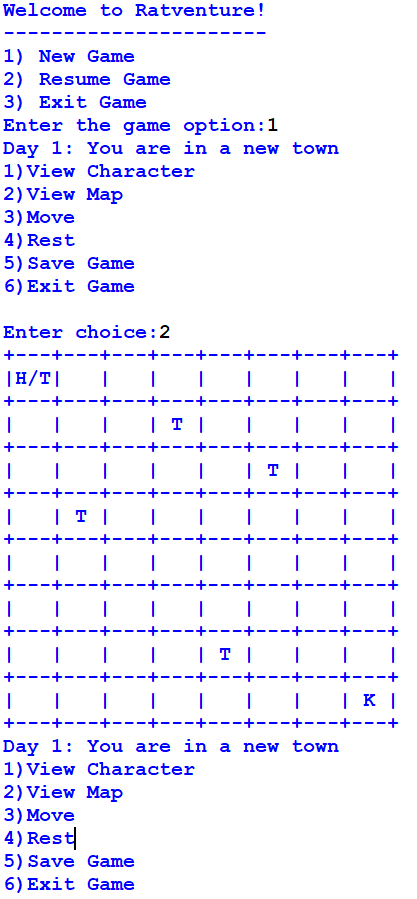 Welcome to Ratventure!
----------------------
1) New Game
2) Resume Game
3) Exit Game
Enter the game option:1
Day 1: You are in a new town
1)View Character
2)View Map
3)Move
4)Rest
5)Save Game
6)Exit Game

Enter choice:2
+---+---+---+---+---+---+---+---+
|H/T|   |   |   |   |   |   |   |
+---+---+---+---+---+---+---+---+
|   |   |   | T |   |   |   |   |
+---+---+---+---+---+---+---+---+
|   |   |   |   |   | T |   |   |
+---+---+---+---+---+---+---+---+
|   | T |   |   |   |   |   |   |
+---+---+---+---+---+---+---+---+
|   |   |   |   |   |   |   |   |
+---+---+---+---+---+---+---+---+
|   |   |   |   |   |   |   |   |
+---+---+---+---+---+---+---+---+
|   |   |   |   | T |   |   |   |
+---+---+---+---+---+---+---+---+
|   |   |   |   |   |   |   | K |
+---+---+---+---+---+---+---+---+
Day 1: You are in a new town
1)View Character
2)View Map
3)Move
4)Rest
5)Save Game
6)Exit Game